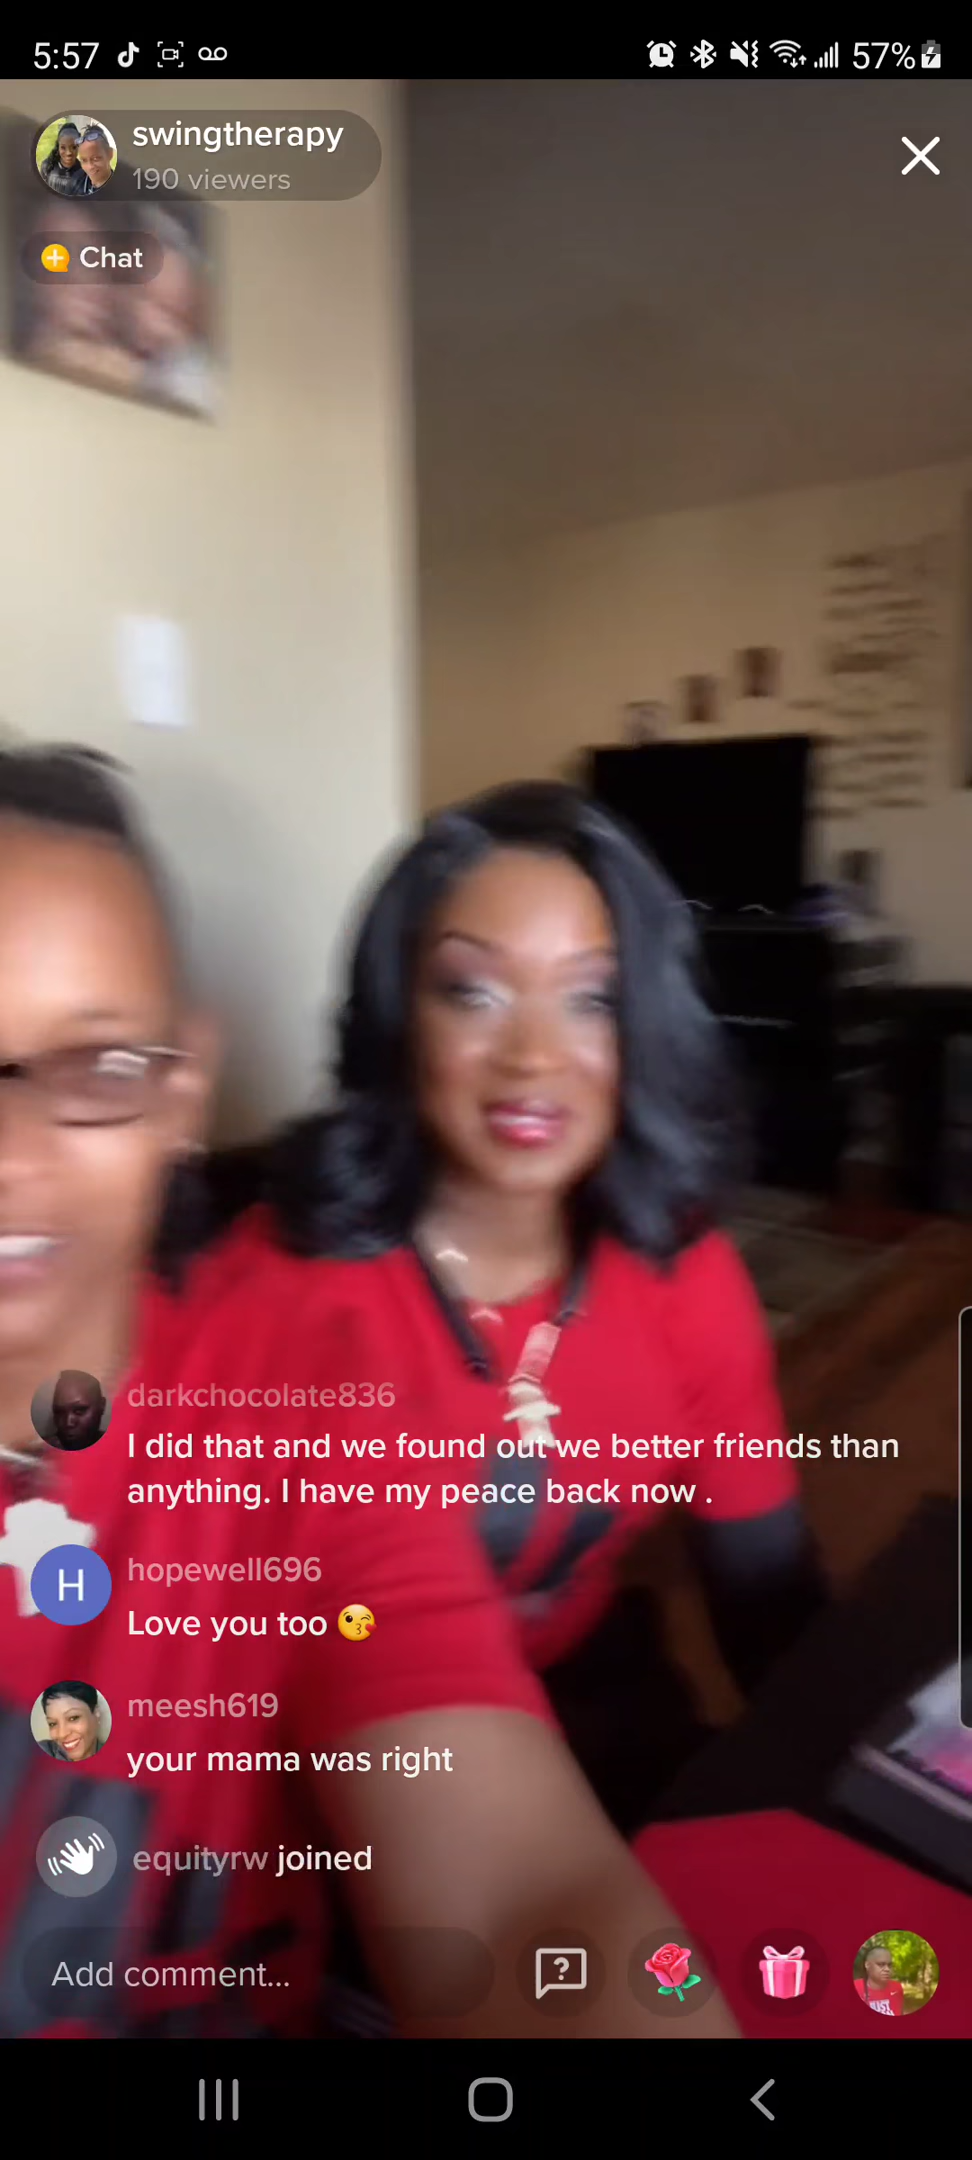 5:57
57%
swingtherapy
190 viewers
Chat
darkchocolate836
I did that and we found out we better friends than
anything. I have my peace back now .
H
hopewell696
Love you too 😘
meesh619
your mama was right
equityrw joined
Add comment...